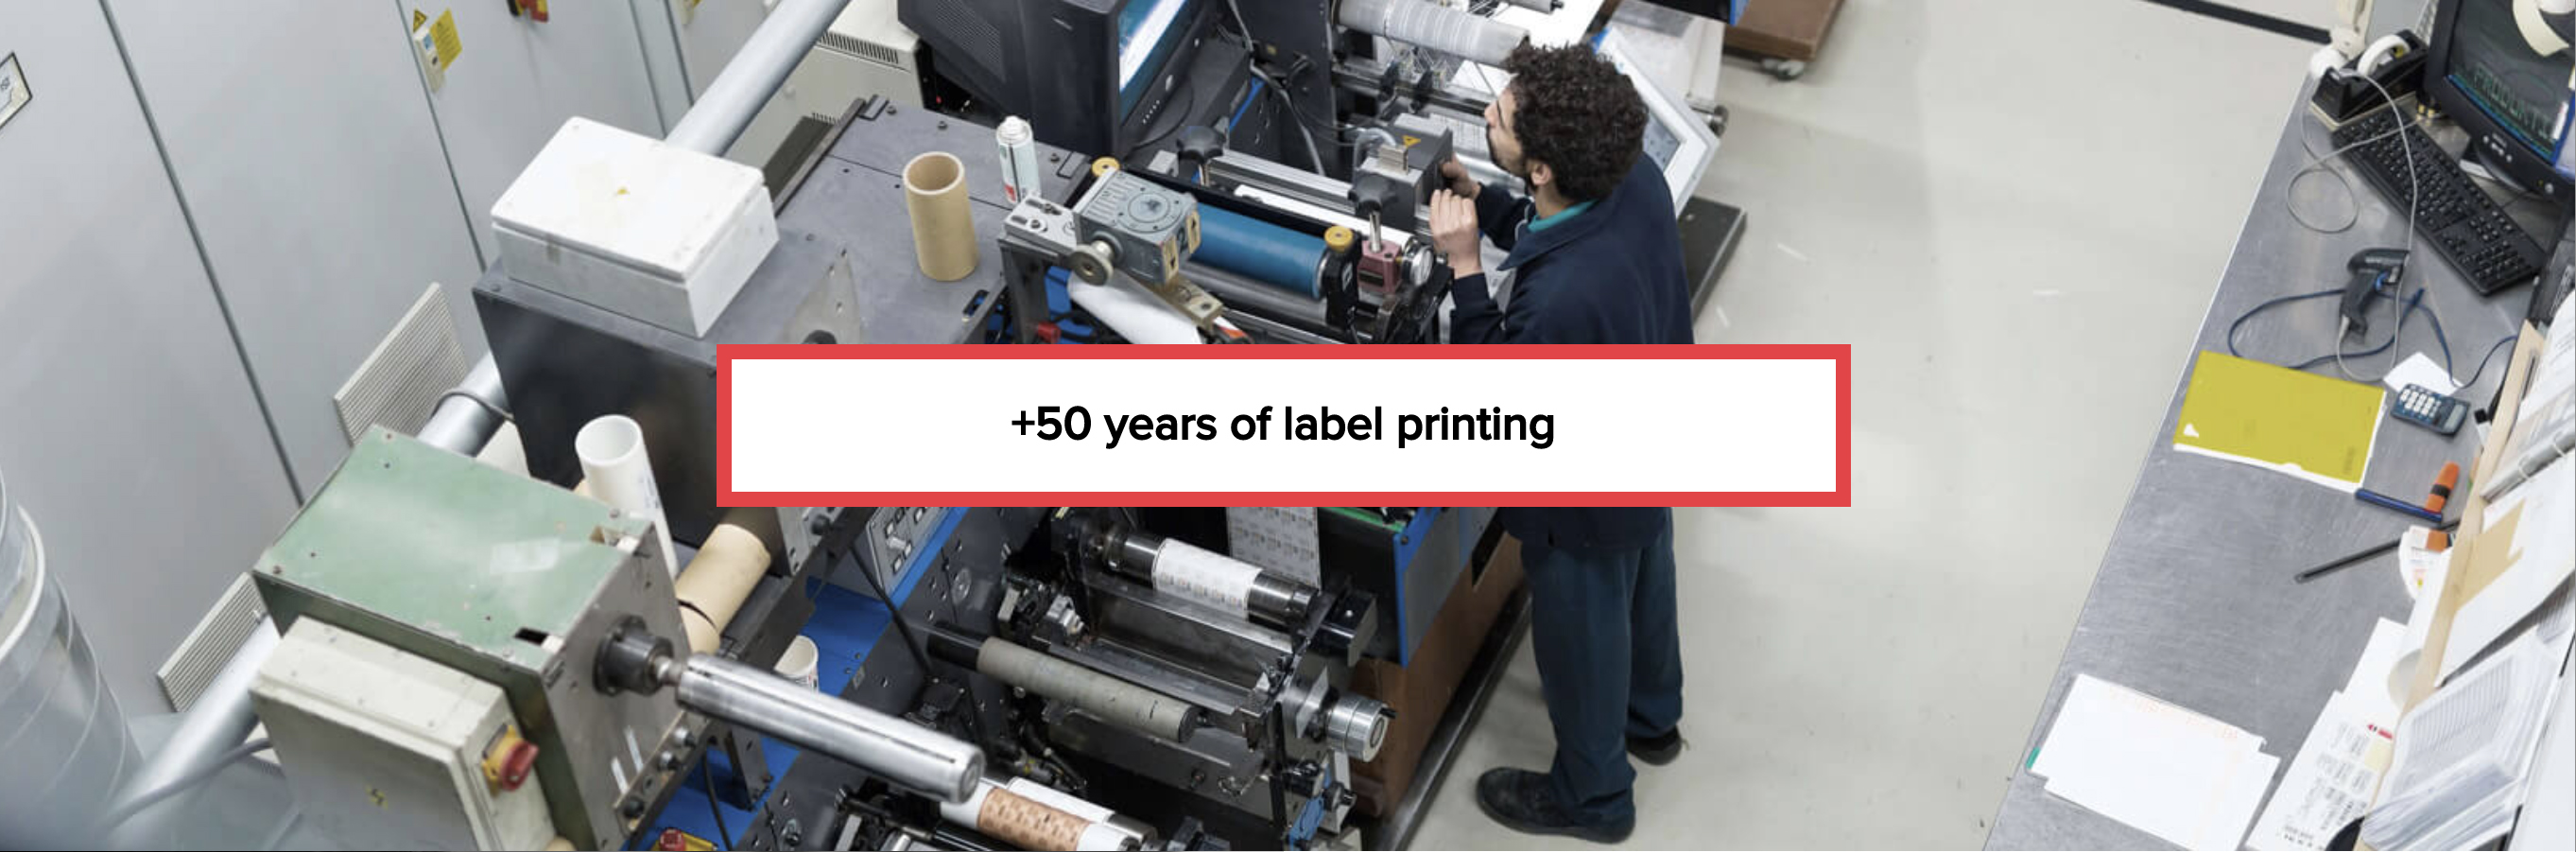 +50 years of label printing